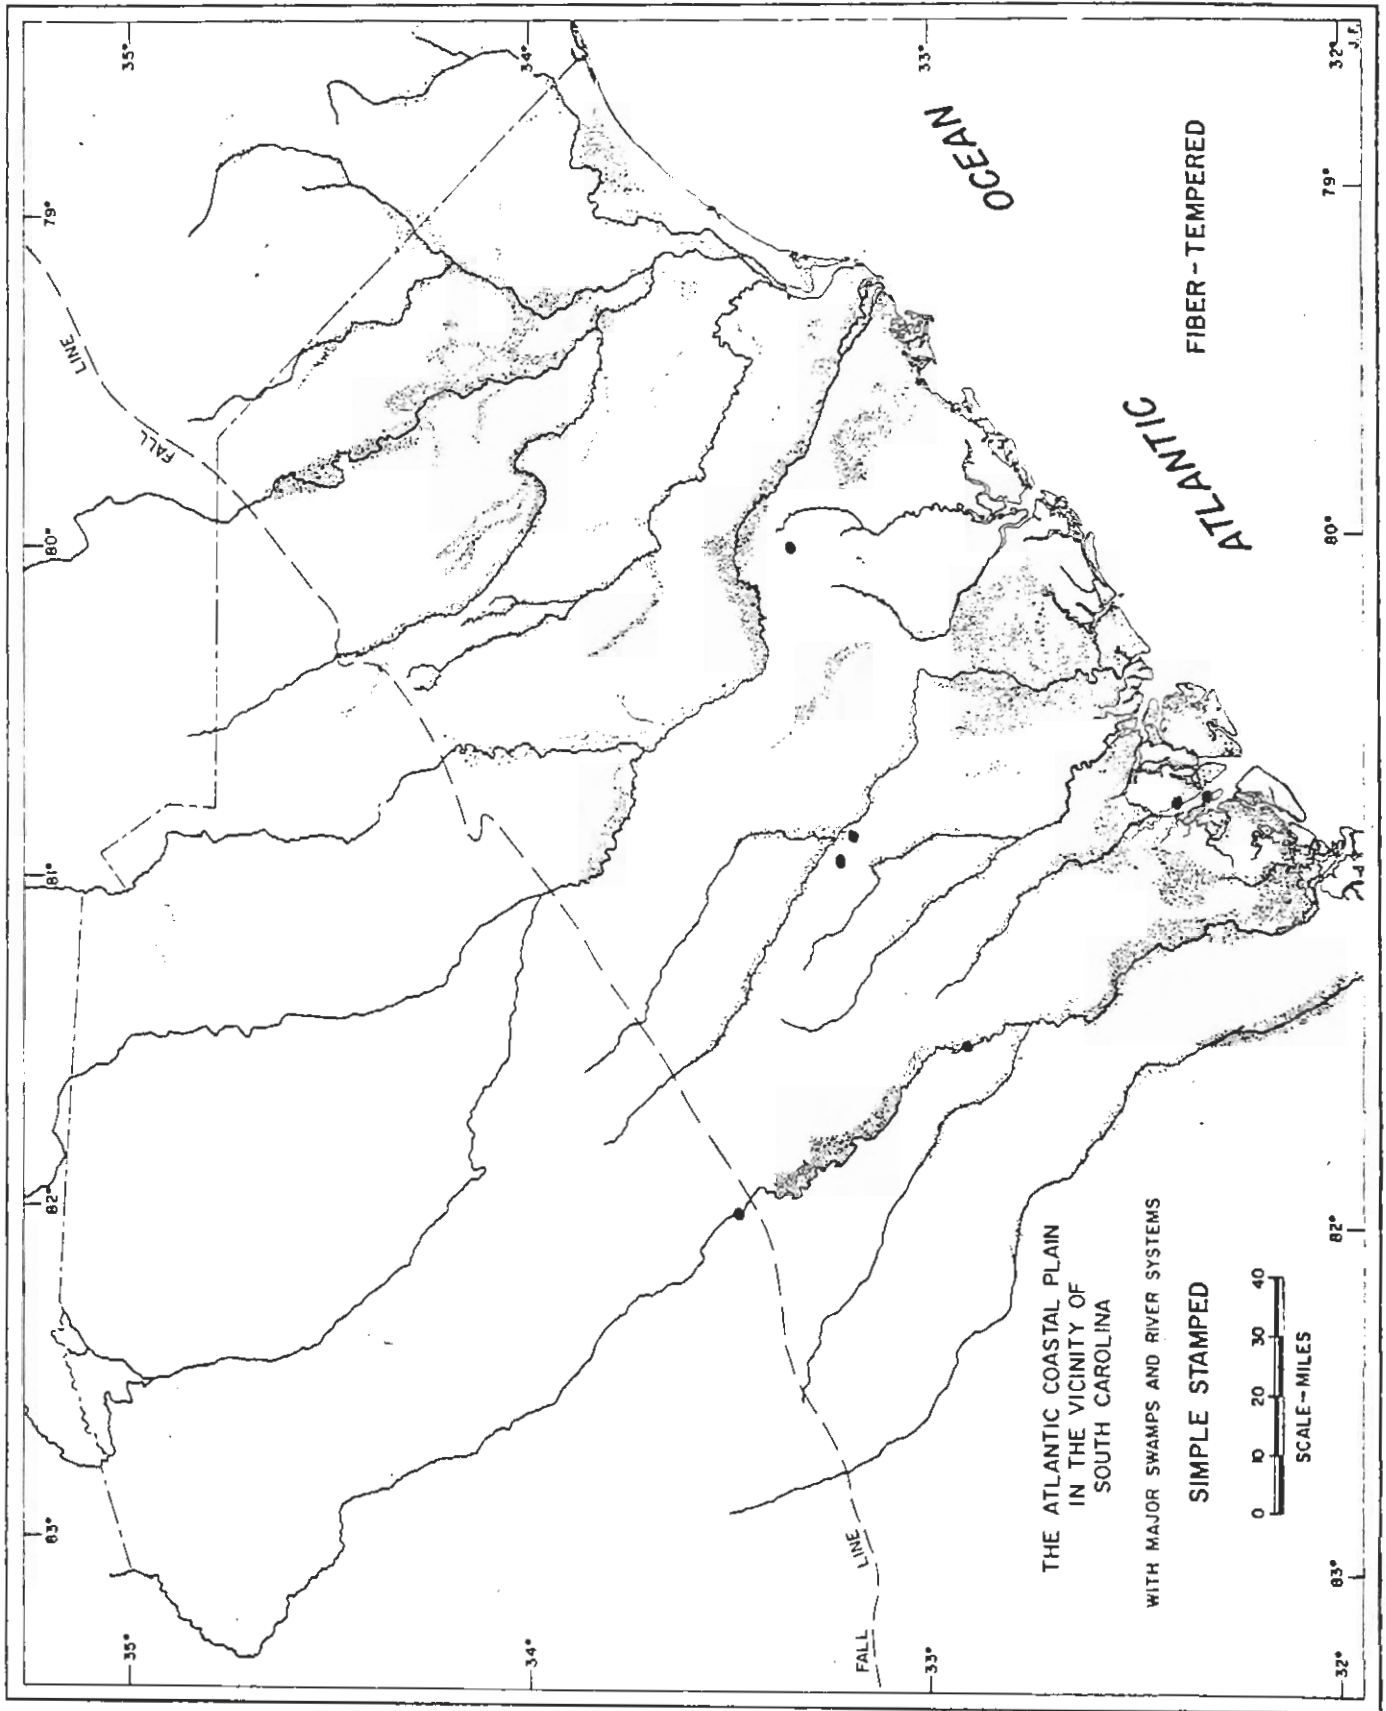 83°
82°
81°
80°
79°
35°
35°
34°
34°
33°
33°
32°
32°
83°
82°
80°
79°
FALL
LINE
FALL
LINE
ATLANTIC
OCEAN
FIBER-TEMPERED
THE ATLANTIC COASTAL PLAIN
IN THE VICINITY OF
SOUTH CAROLINA
WITH MAJOR SWAMPS AND RIVER SYSTEMS
SIMPLE STAMPED
0 10 20 30 40
SCALE-MILES
J.F.